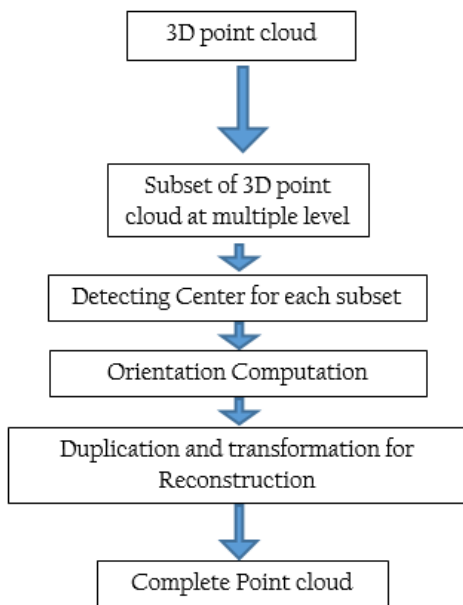 3D point cloud
Subset of 3D point
cloud at multiple level
Detecting Center for each subset
Orientation Computation
Duplication and transformation for
Reconstruction
Complete Point cloud